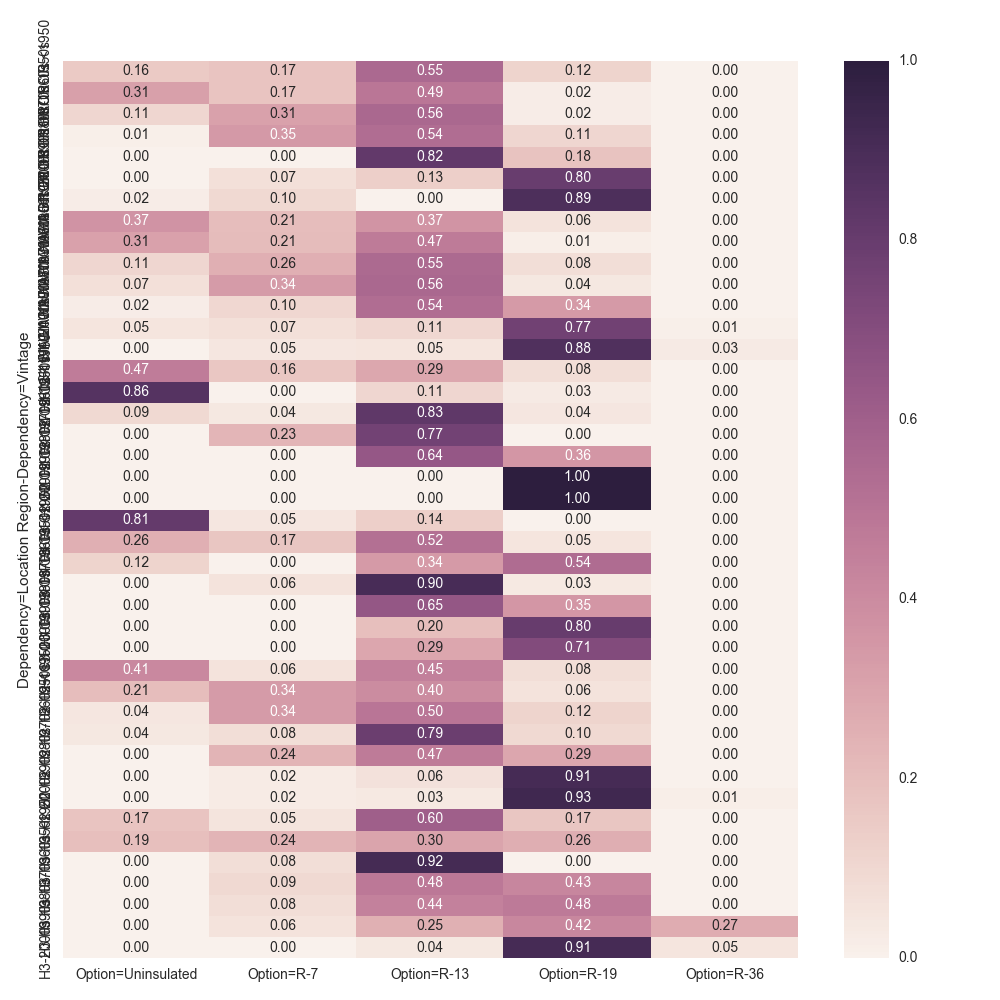 0.16 0.17 0.55 0.12 0.00
0.31 0.17 0.49 0.02 0.00
0.11 0.31 0.56 0.02 0.00
0.01 0.35 0.54 0.11 0.00
0.00 0.00 0.82 0.18 0.00
0.00 0.07 0.13 0.80 0.00
0.02 0.10 0.00 0.89 0.00
0.37 0.21 0.37 0.06 0.00
0.31 0.21 0.47 0.01 0.00
0.11 0.26 0.55 0.08 0.00
0.07 0.34 0.56 0.04 0.00
0.02 0.10 0.54 0.34 0.00
0.05 0.07 0.11 0.77 0.01
0.00 0.05 0.05 0.88 0.03
0.47 0.16 0.29 0.08 0.00
0.86 0.00 0.11 0.03 0.00
0.09 0.04 0.83 0.04 0.00
0.00 0.23 0.77 0.00 0.00
0.00 0.00 0.64 0.36 0.00
0.00 0.00 0.00 1.00 0.00
0.00 0.00 0.00 1.00 0.00
0.81 0.05 0.14 0.00 0.00
0.26 0.17 0.52 0.05 0.00
0.12 0.00 0.34 0.54 0.00
0.00 0.06 0.90 0.03 0.00
0.00 0.00 0.65 0.35 0.00
0.00 0.00 0.20 0.80 0.00
0.00 0.00 0.29 0.71 0.00
0.41 0.06 0.45 0.08 0.00
0.21 0.34 0.40 0.06 0.00
0.04 0.34 0.50 0.12 0.00
0.04 0.08 0.79 0.10 0.00
0.00 0.24 0.47 0.29 0.00
0.00 0.02 0.06 0.91 0.00
0.00 0.02 0.03 0.93 0.01
0.17 0.05 0.60 0.17 0.00
0.19 0.24 0.30 0.26 0.00
0.00 0.08 0.92 0.00 0.00
0.00 0.09 0.48 0.43 0.00
0.00 0.08 0.44 0.48 0.00
0.00 0.06 0.25 0.42 0.27
0.00 0.00 0.04 0.91 0.05
Option=Uninsulated Option=R-7 Option=R-13 Option=R-19 Option=R-36
Dependency=Location Region-Dependency=Vintage
1.0
0.8
0.6
0.4
0.2
0.0